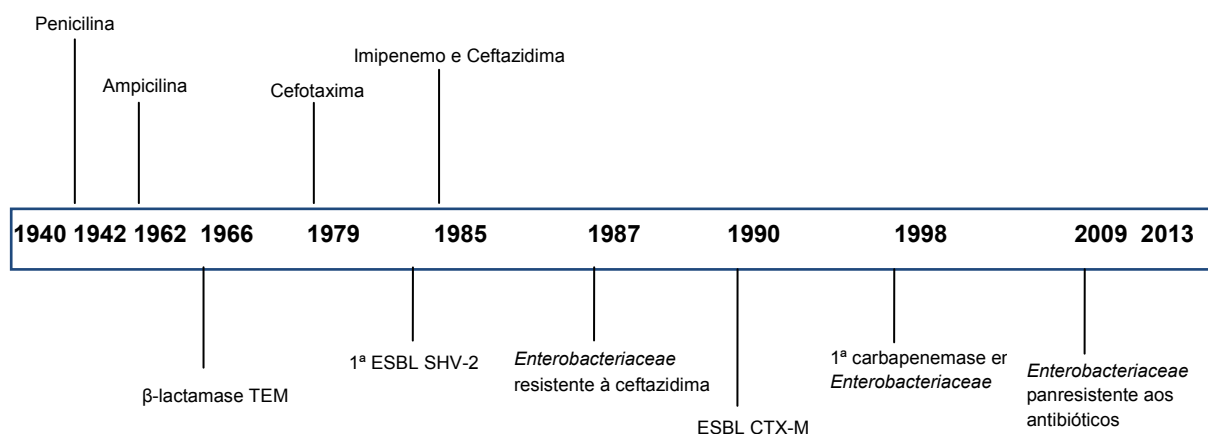 Penicilina
Imipenemo e Ceftazidima
Ampicilina
Cefotaxima
1940 1942 1962 1966 1979 1985 1987 1990 1998 2009 2013
1ª ESBL SHV-2
Enterobacteriaceae
resistente à ceftazidima
1ª carbapenemase er
Enterobacteriaceae
Enterobacteriaceae
panresistente aos
antibióticos
β-lactamase TEM
ESBL CTX-M